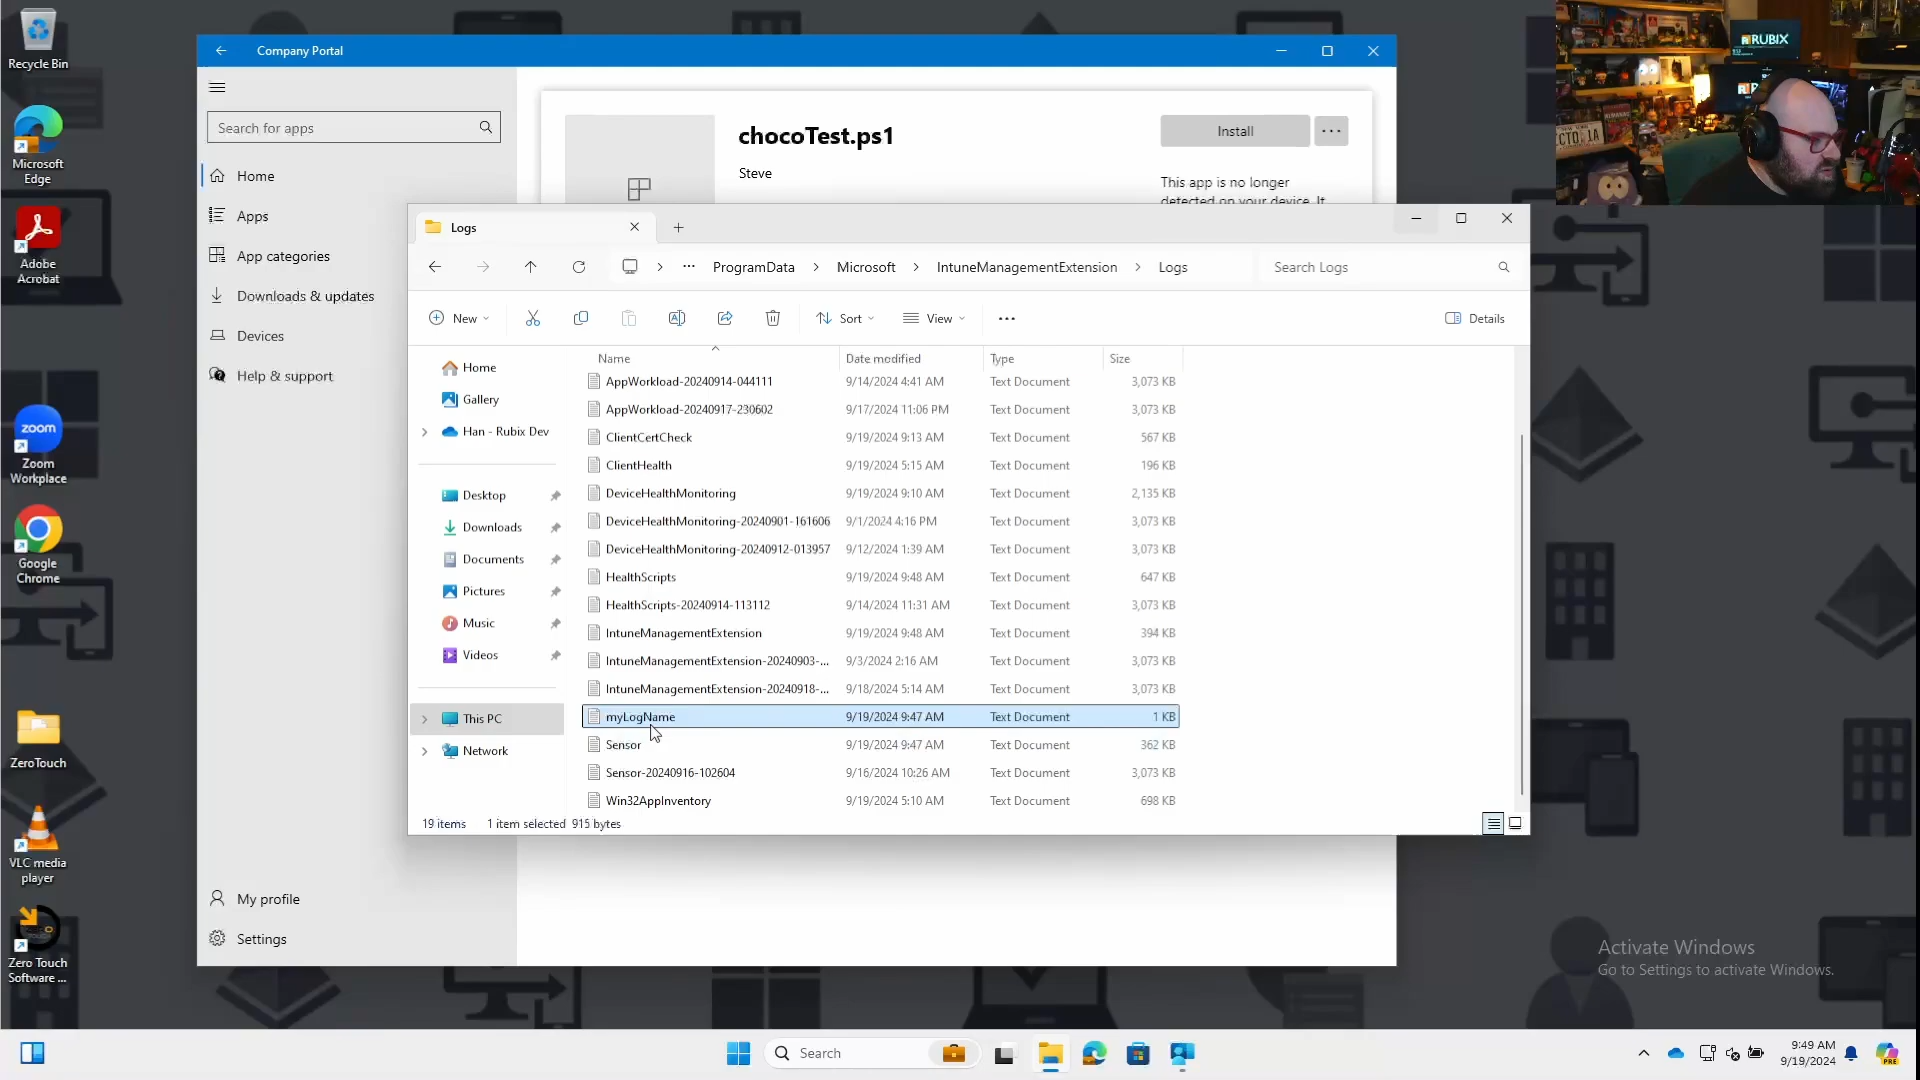 Recycle Bin
Microsoft
Edge
Adobe
Acrobat
zoom
Zoom
Workplace
Google
Chrome
ZeroTouch
VLC media
player
Zero Touch
Software ...
Company Portal
Search for apps
Home
Apps
App categories
Downloads & updates
Devices
Help & support
My profile
Settings
chocoTest.ps1
Steve
Install
This app is no longer
detected on your device. It
Logs
ProgramData
Microsoft
IntuneManagementExtension
Logs
Search Logs
New
Sort
View
Details
Home
Gallery
Han - Rubix Dev
Desktop
Downloads
Documents
Pictures
Music
Videos
This PC
Network
Name Date modified Type Size
AppWorkload-20240914-044111 9/14/2024 4:41 AM Text Document 3,073 KB
AppWorkload-20240917-230602 9/17/2024 11:06 PM Text Document 3,073 KB
ClientCertCheck 9/19/2024 9:13 AM Text Document 567 KB
ClientHealth 9/19/2024 5:15 AM Text Document 196 KB
DeviceHealthMonitoring 9/19/2024 9:10 AM Text Document 2,135 KB
DeviceHealthMonitoring-20240901-161606 9/1/2024 4:16 PM Text Document 3,073 KB
DeviceHealthMonitoring-20240912-013957 9/12/2024 1:39 AM Text Document 3,073 KB
HealthScripts 9/19/2024 9:48 AM Text Document 647 KB
HealthScripts-20240914-113112 9/14/2024 11:31 AM Text Document 3,073 KB
IntuneManagementExtension 9/19/2024 9:48 AM Text Document 394 KB
IntuneManagementExtension-20240903-... 9/3/2024 2:16 AM Text Document 3,073 KB
IntuneManagementExtension-20240918-... 9/18/2024 5:14 AM Text Document 3,073 KB
myLogName 9/19/2024 9:47 AM Text Document 1 KB
Sensor 9/19/2024 9:47 AM Text Document 362 KB
Sensor-20240916-102604 9/16/2024 10:26 AM Text Document 3,073 KB
Win32AppInventory 9/19/2024 5:10 AM Text Document 698 KB
19 items 1 item selected 915 bytes
RUBIX
Activate Windows
Go to Settings to activate Windows.
Search
9:49 AM
9/19/2024
PRE